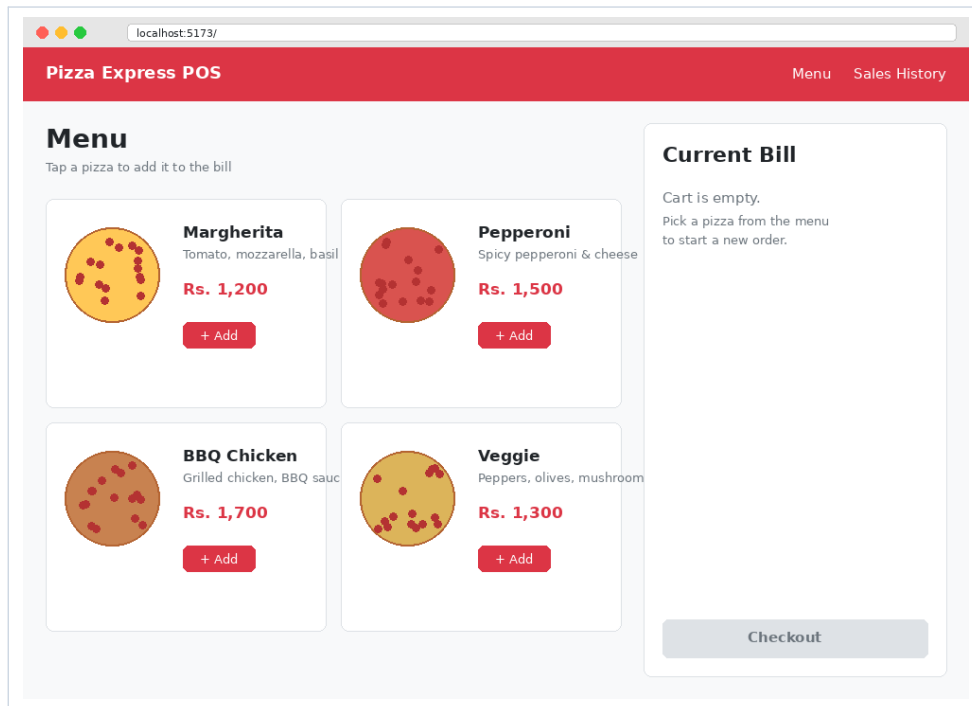 localhost:5173/
Pizza Express POS
Menu
Sales History
Menu
Tap a pizza to add it to the bill
Margherita
Tomato, mozzarella, basil
Rs. 1,200
+ Add
Pepperoni
Spicy pepperoni & cheese
Rs. 1,500
+ Add
BBQ Chicken
Grilled chicken, BBQ sauc
Rs. 1,700
+ Add
Veggie
Peppers, olives, mushroom
Rs. 1,300
+ Add
Current Bill
Cart is empty.
Pick a pizza from the menu
to start a new order.
Checkout